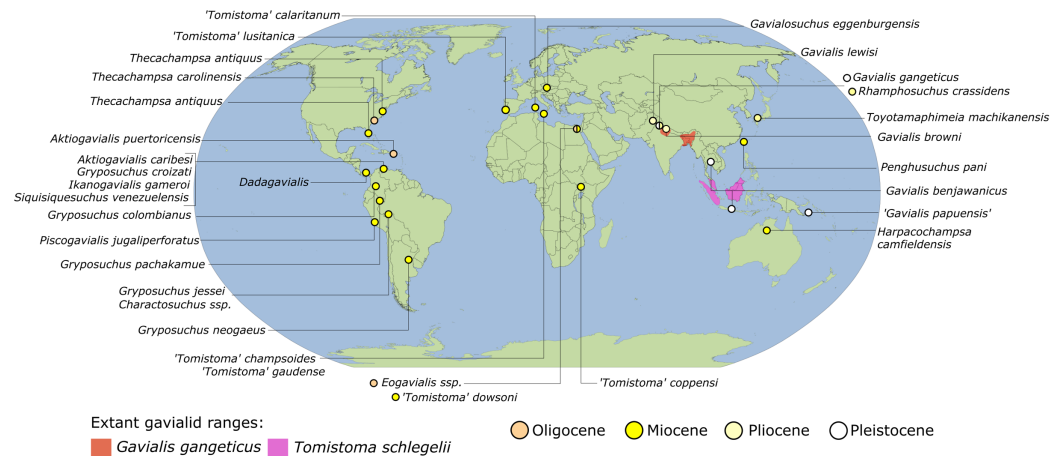 'Tomistoma' calaritanum
'Tomistoma' lusitanica
Thecachampsa antiquus
Thecachampsa carolinensis
Thecachampsa antiquus
Aktiogavialis puertoricensis
Aktiogavialis caribesi
Gryposuchus croizati
Ikanogavialis gameroi
Siquisiquesuchus venezuelensis
Dadagavialis
Gryposuchus colombianus
Piscogavialis jugaliperforatus
Gryposuchus pachakamue
Gryposuchus jessei
Charactosuchus ssp.
Gryposuchus neogaeus
'Tomistoma' champsoides
'Tomistoma' gaudense
Eogavialis ssp.
'Tomistoma' dowsoni
'Tomistoma' coppensi
Gavialosuchus eggenburgensis
Gavialis lewisi
Gavialis gangeticus
Rhamphosuchus crassidens
Toyotamaphimeia machikanensis
Gavialis browni
Penghusuchus pani
Gavialis benjawanicus
'Gavialis papuensis'
Harpacochampsa
camfieldensis
Extant gavialid ranges:
Gavialis gangeticus
Tomistoma schlegelii
Oligocene
Miocene
Pliocene
Pleistocene